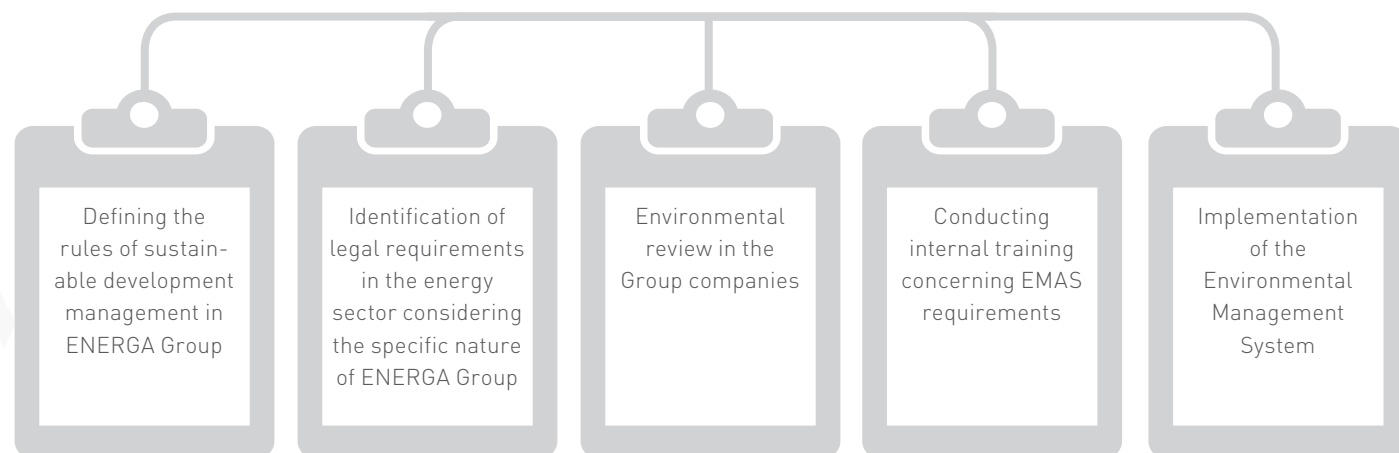 Defining the
rules of sustain-
able development
management in
ENERGA Group
Identification of
legal requirements
in the energy
sector considering
the specific nature
of ENERGA Group
Environmental
review in the
Group companies
Conducting
internal training
concerning EMAS
requirements
Implementation
of the
Environmental
Management
System